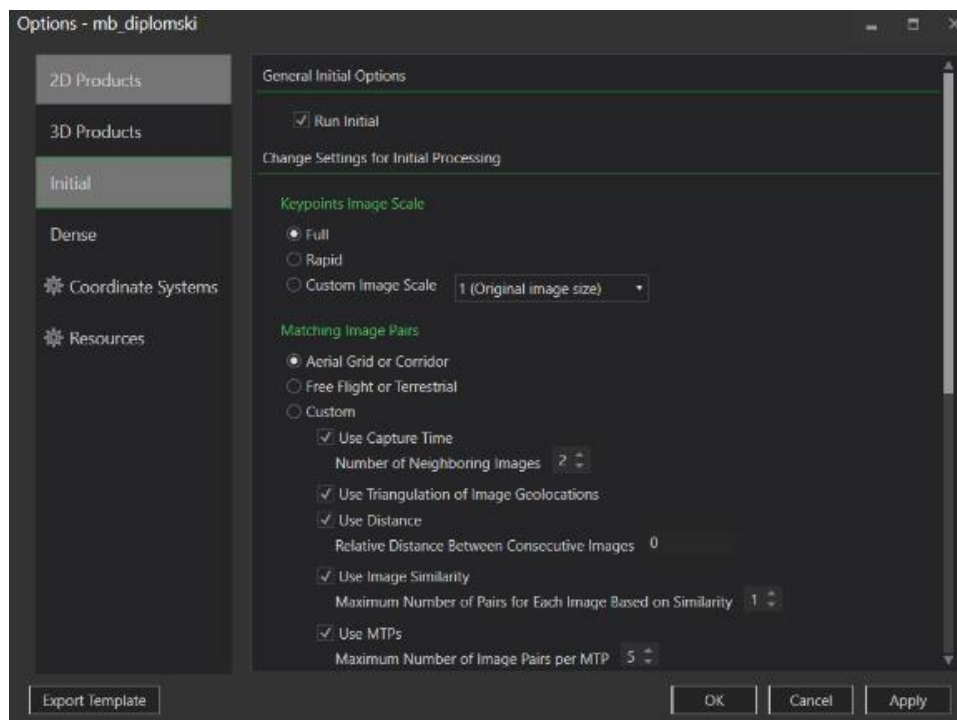 Options - mb_diplomski
2D Products
3D Products
Initial
Dense
Coordinate Systems
Resources
General Initial Options
Run Initial
Change Settings for Initial Processing
Keypoints Image Scale
Full
Rapid
Custom Image Scale 1 (Original image size)
Matching Image Pairs
Aerial Grid or Corridor
Free Flight or Terrestrial
Custom
Use Capture Time
Number of Neighboring Images 2
Use Triangulation of Image Geolocations
Use Distance
Relative Distance Between Consecutive Images 0
Use Image Similarity
Maximum Number of Pairs for Each Image Based on Similarity 1
Use MTPs
Maximum Number of Image Pairs per MTP 5
Export Template OK Cancel Apply